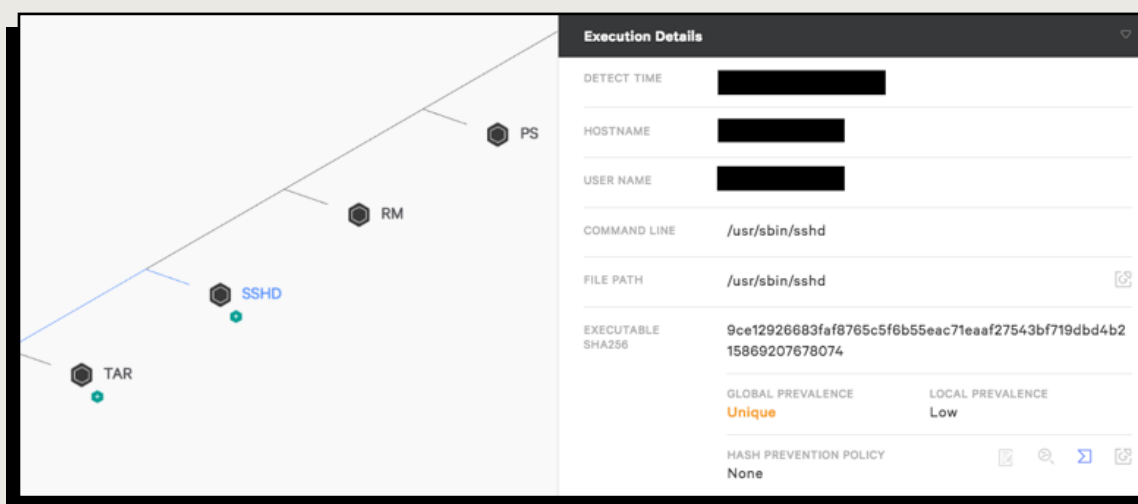 PS
RM
SSHD
TAR
Execution Details
DETECT TIME
HOSTNAME
USER NAME
COMMAND LINE /usr/sbin/sshd
FILE PATH /usr/sbin/sshd
EXECUTABLE SHA256
9ce12926683faf8765c5f6b55eac71eaaf27543bf719dbd4b2
15869207678074
GLOBAL PREVALENCE LOCAL PREVALENCE
Unique Low
HASH PREVENTION POLICY
None